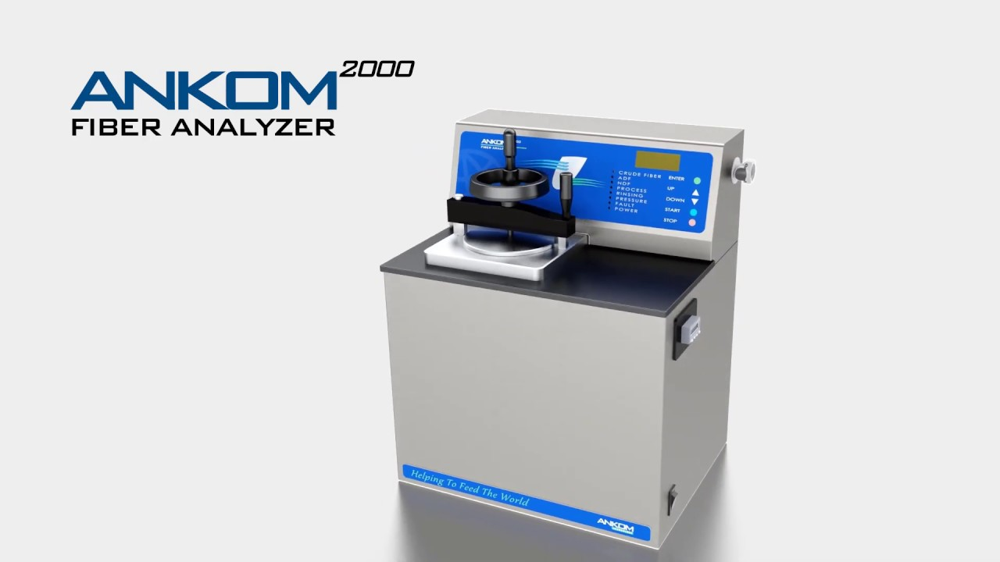 ANKOM 2000
FIBER ANALYZER
ANKOM
FIBER
CRUDE FIBER
ADF
NDF
PROCESS
RINSING
PRESSURE
FAULT
POWER
ENTER
UP
DOWN
START
STOP
Helping To Feed The World
ANKOM